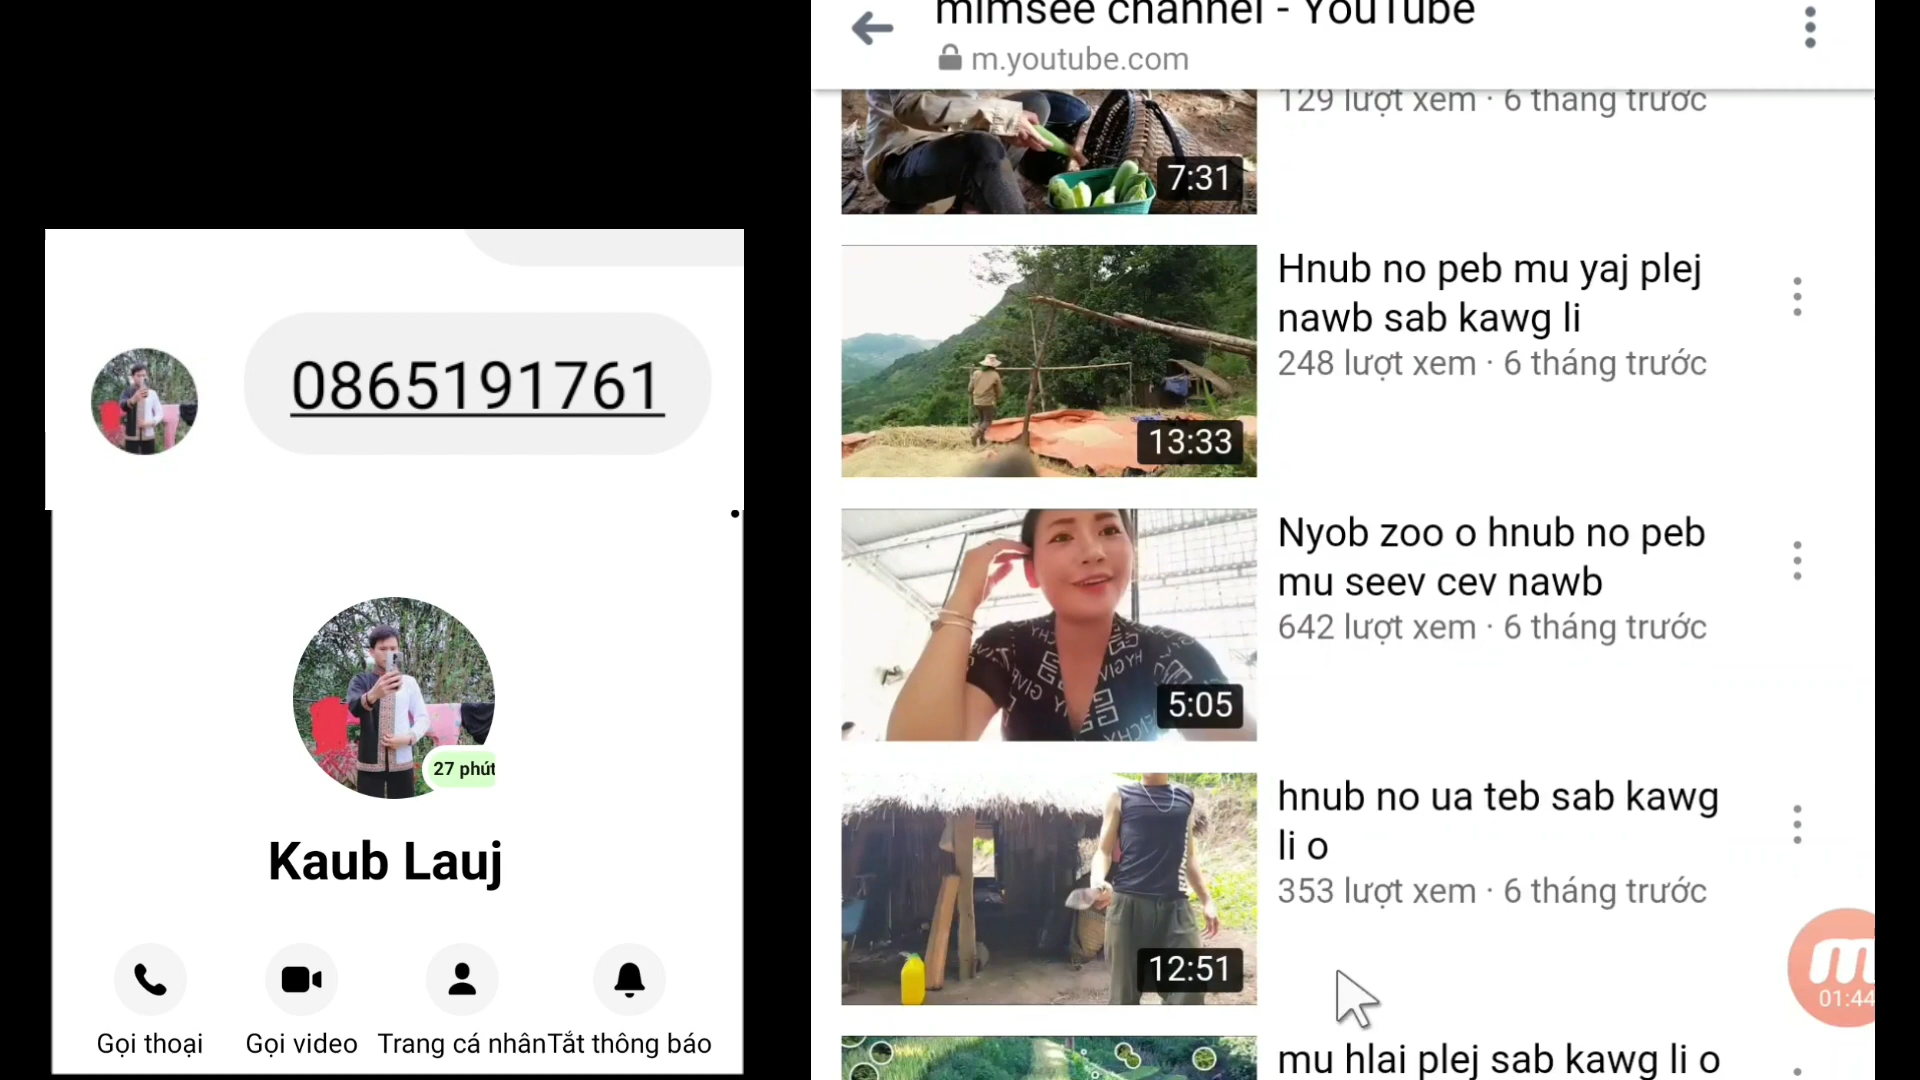 0865191761
27 phút
Kaub Lauj
Gọi thoại
Gọi video
Trang cá nhân
Tắt thông báo
mimsee channel - YouTube
m.youtube.com
129 lượt xem · 6 tháng trước
7:31
Hnub no peb mu yaj plej
nawb sab kawg li
248 lượt xem · 6 tháng trước
13:33
Nyob zoo o hnub no peb
mu seev cev nawb
642 lượt xem · 6 tháng trước
5:05
hnub no ua teb sab kawg
li o
353 lượt xem · 6 tháng trước
12:51
01:44
mu hlai plej sab kawg li o